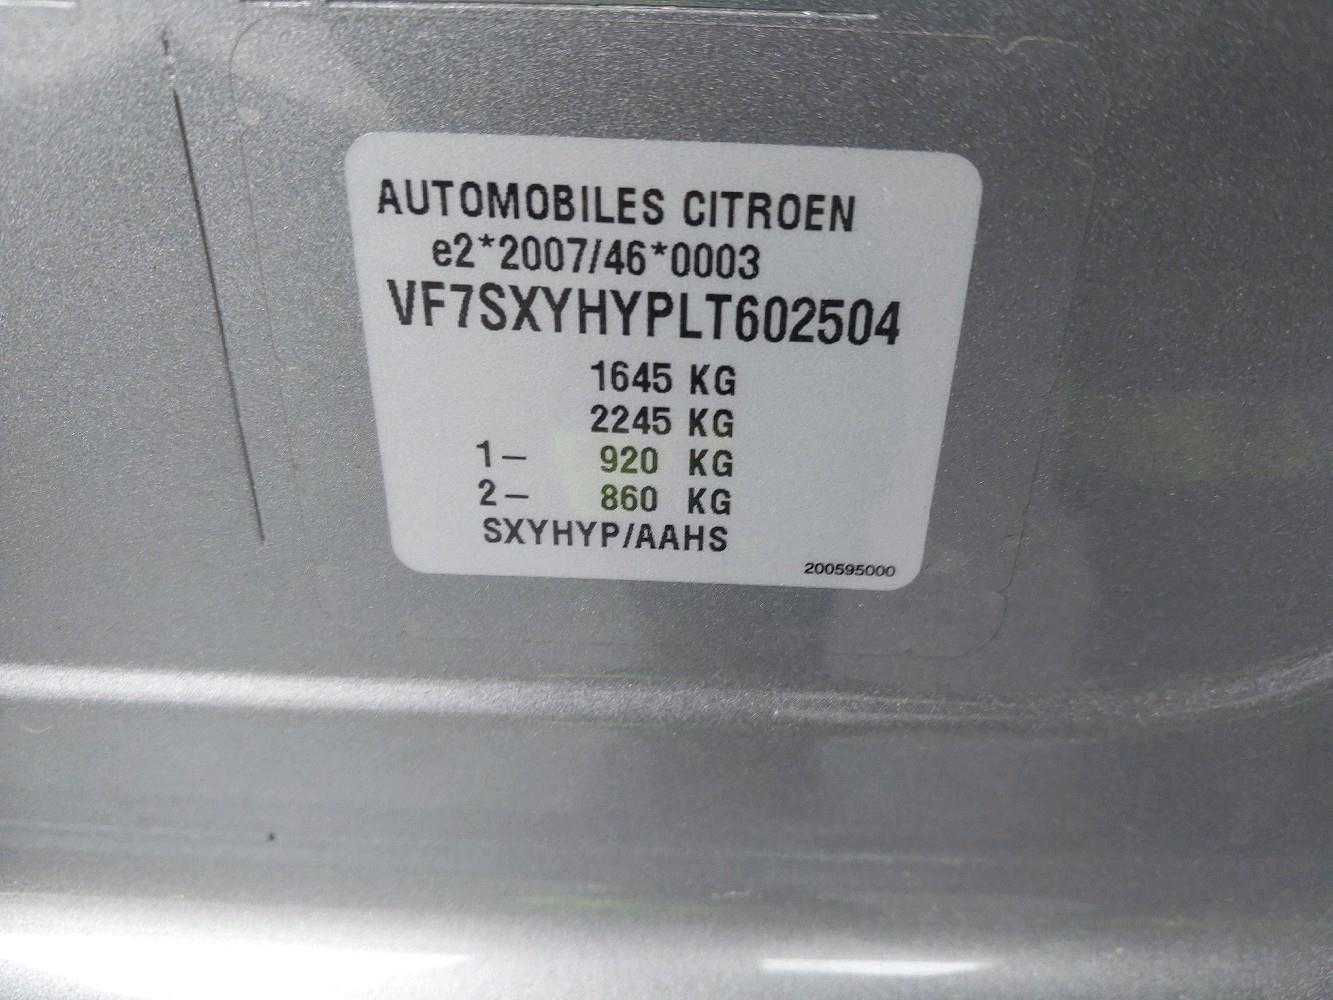 AUTOMOBILES CITROEN
e2*2007/46*0003
VF7SXYHYPLT602504
1645 KG
2245 KG
1- 920 KG
2- 860 KG
SXYHYP/AAHS
200595000